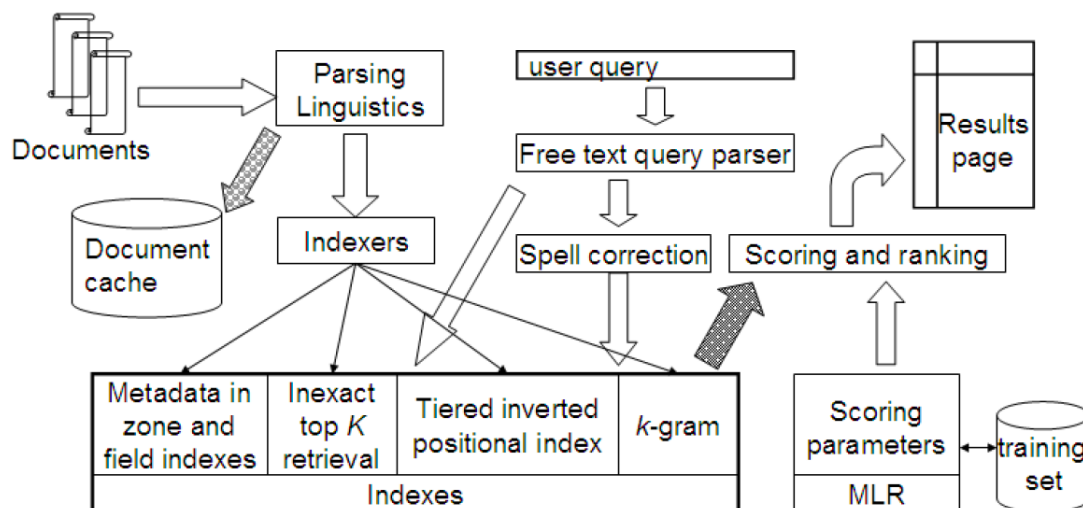 Documents
Parsing
Linguistics
user query
Results
page
Free text query parser
Document
cache
Indexers
Spell correction
Scoring and ranking
Metadata in
zone and
field indexes
Inexact
top K
retrieval
Tiered inverted
positional index
k-gram
Indexes
Scoring
parameters
MLR
training
set